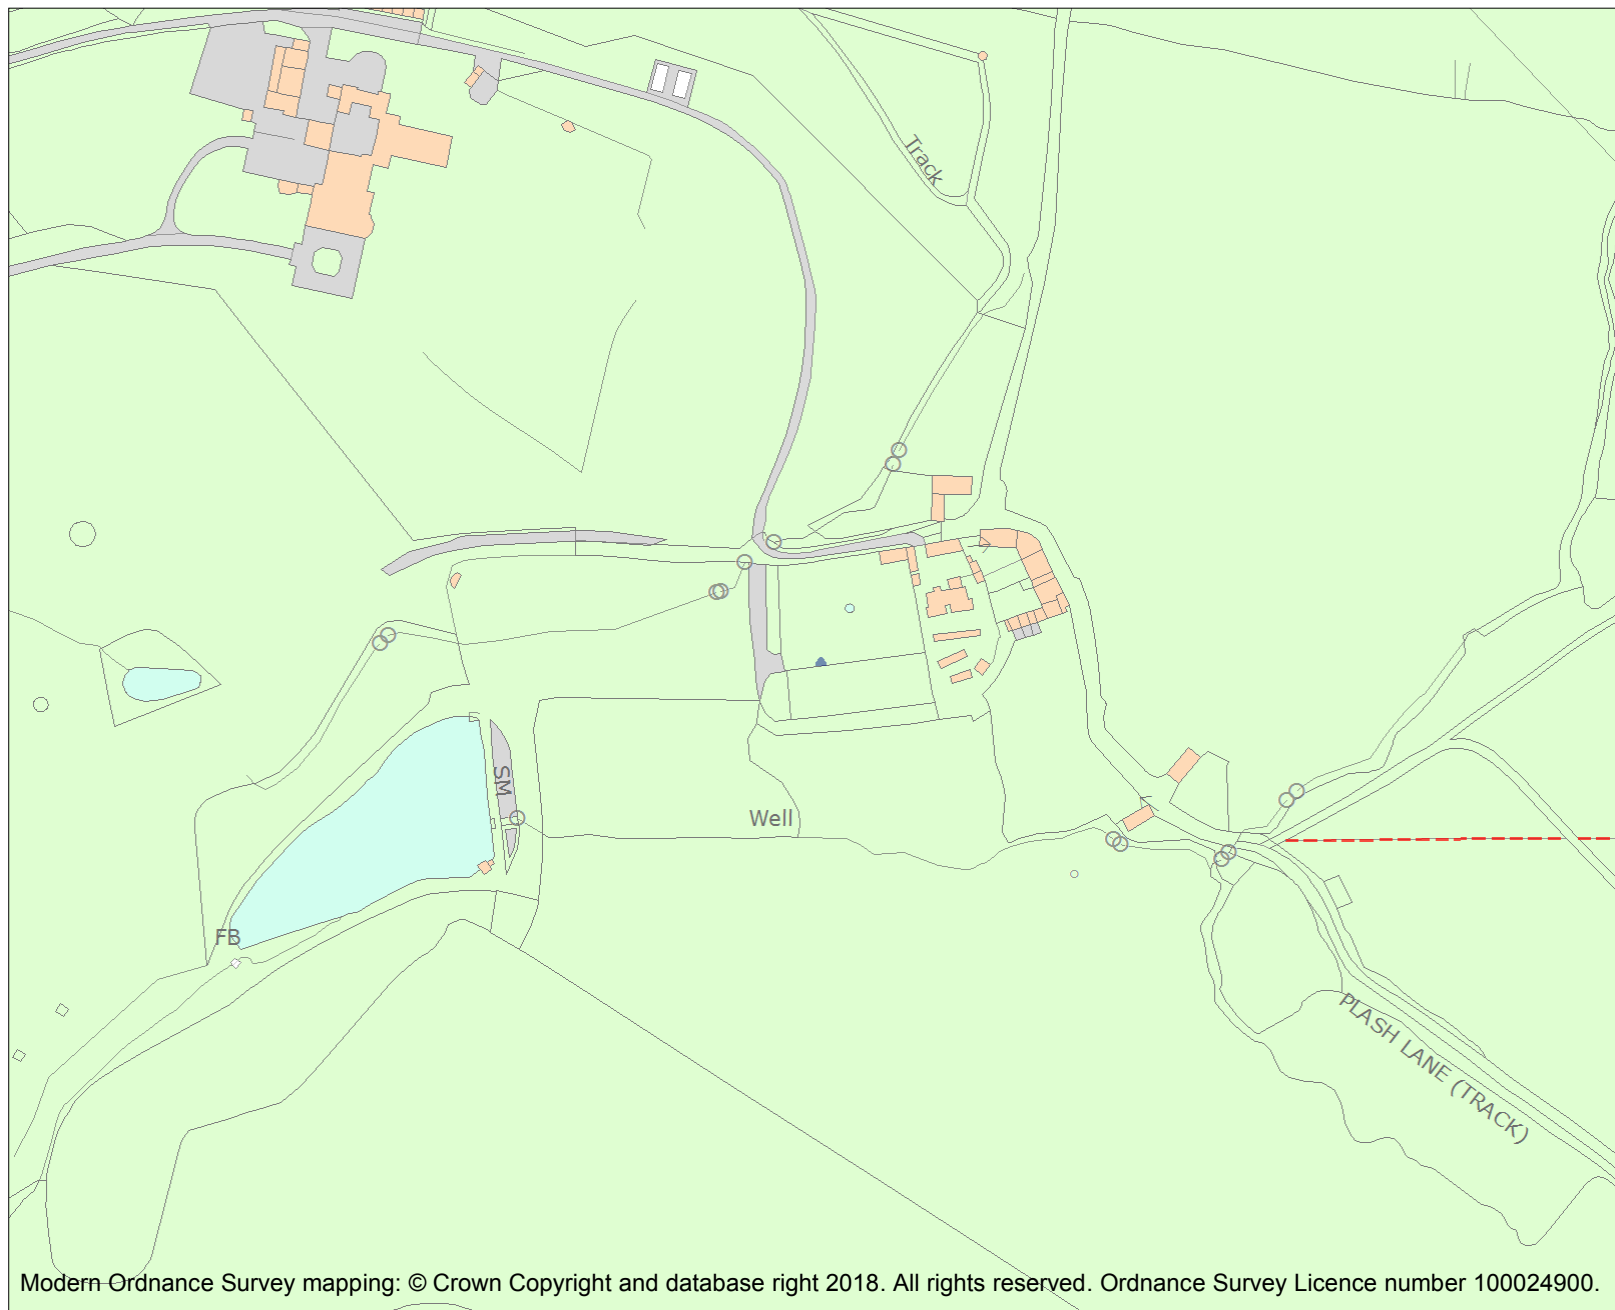 Track
SM
Well
FB
PLASH LANE (TRACK)
Modern Ordnance Survey mapping: © Crown Copyright and database right 2018. All rights reserved. Ordnance Survey Licence number 100024900.